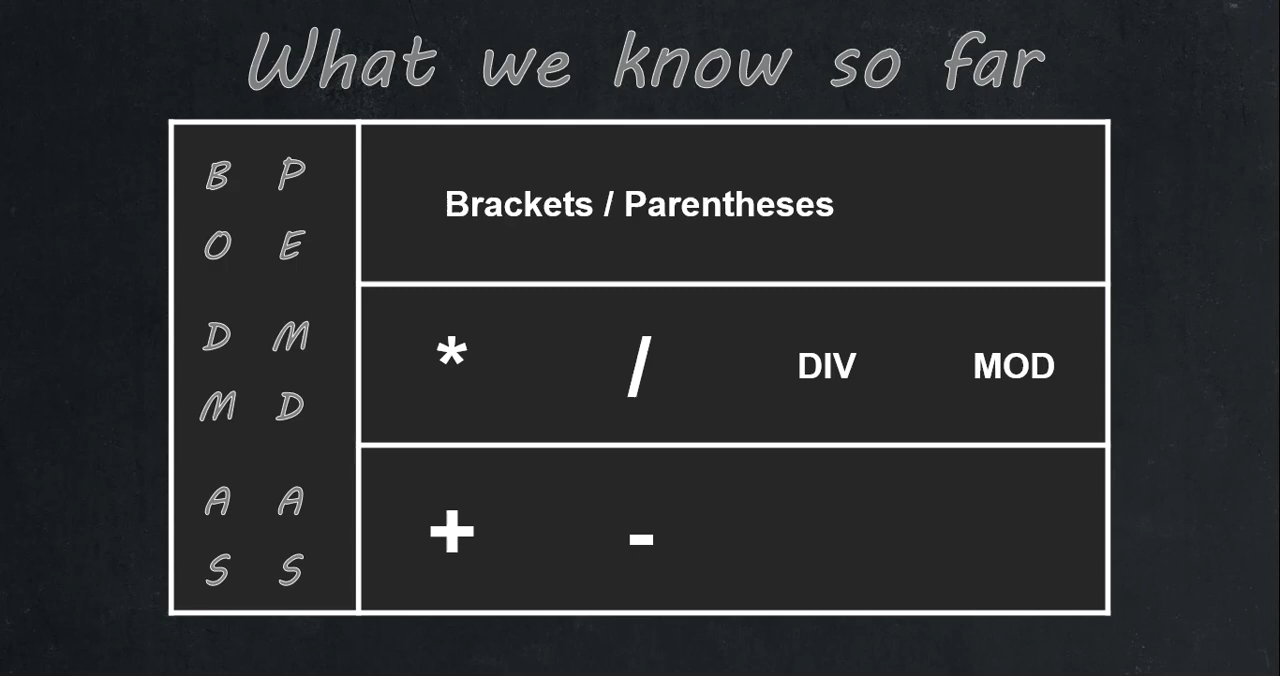 What we know so far
B P
O E
Brackets / Parentheses
D M
M D
* / DIV MOD
A A
S S
+ -